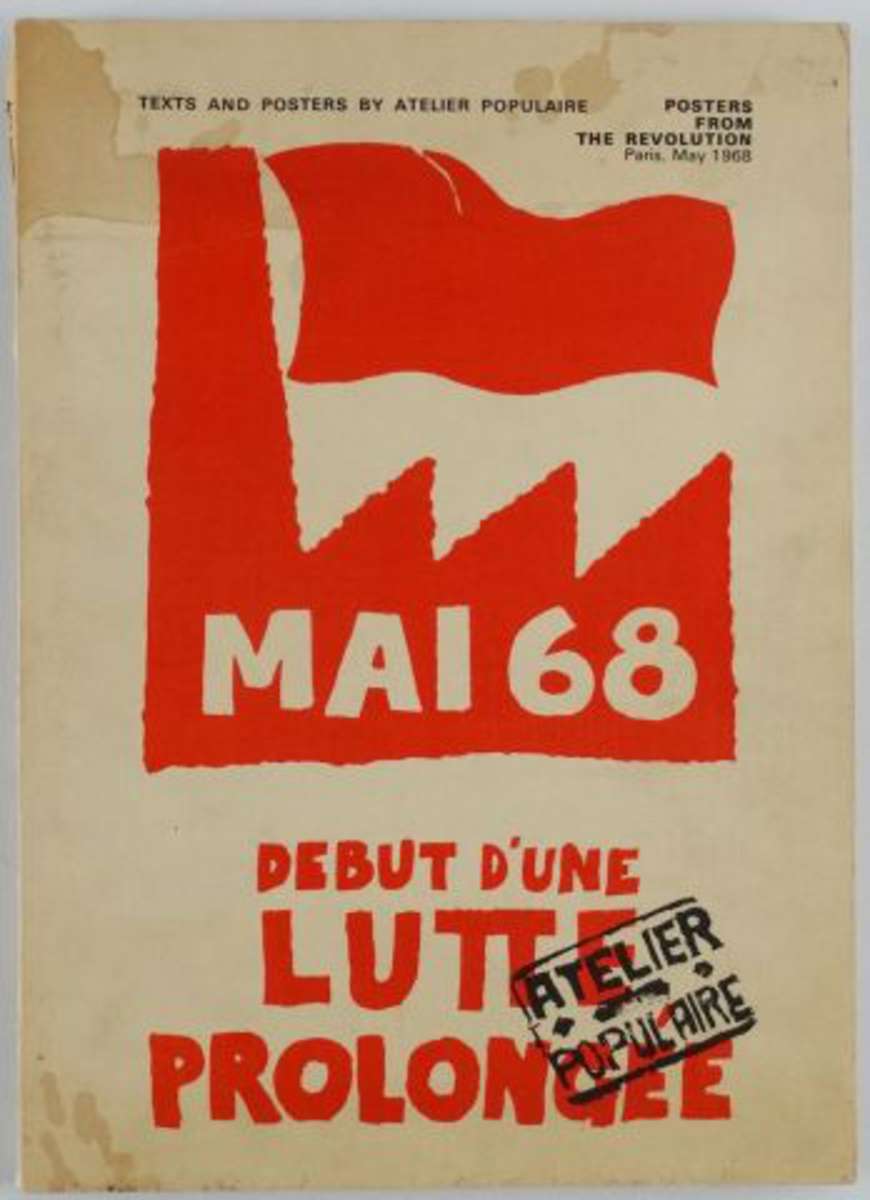 TEXTS AND POSTERS BY ATELIER POPULAIRE
POSTERS
FROM
THE REVOLUTION
Paris. May 1968
MAI 68
DEBUT D'UNE
LUTTE
PROLONGÉE
ATELIER
POPULAIRE